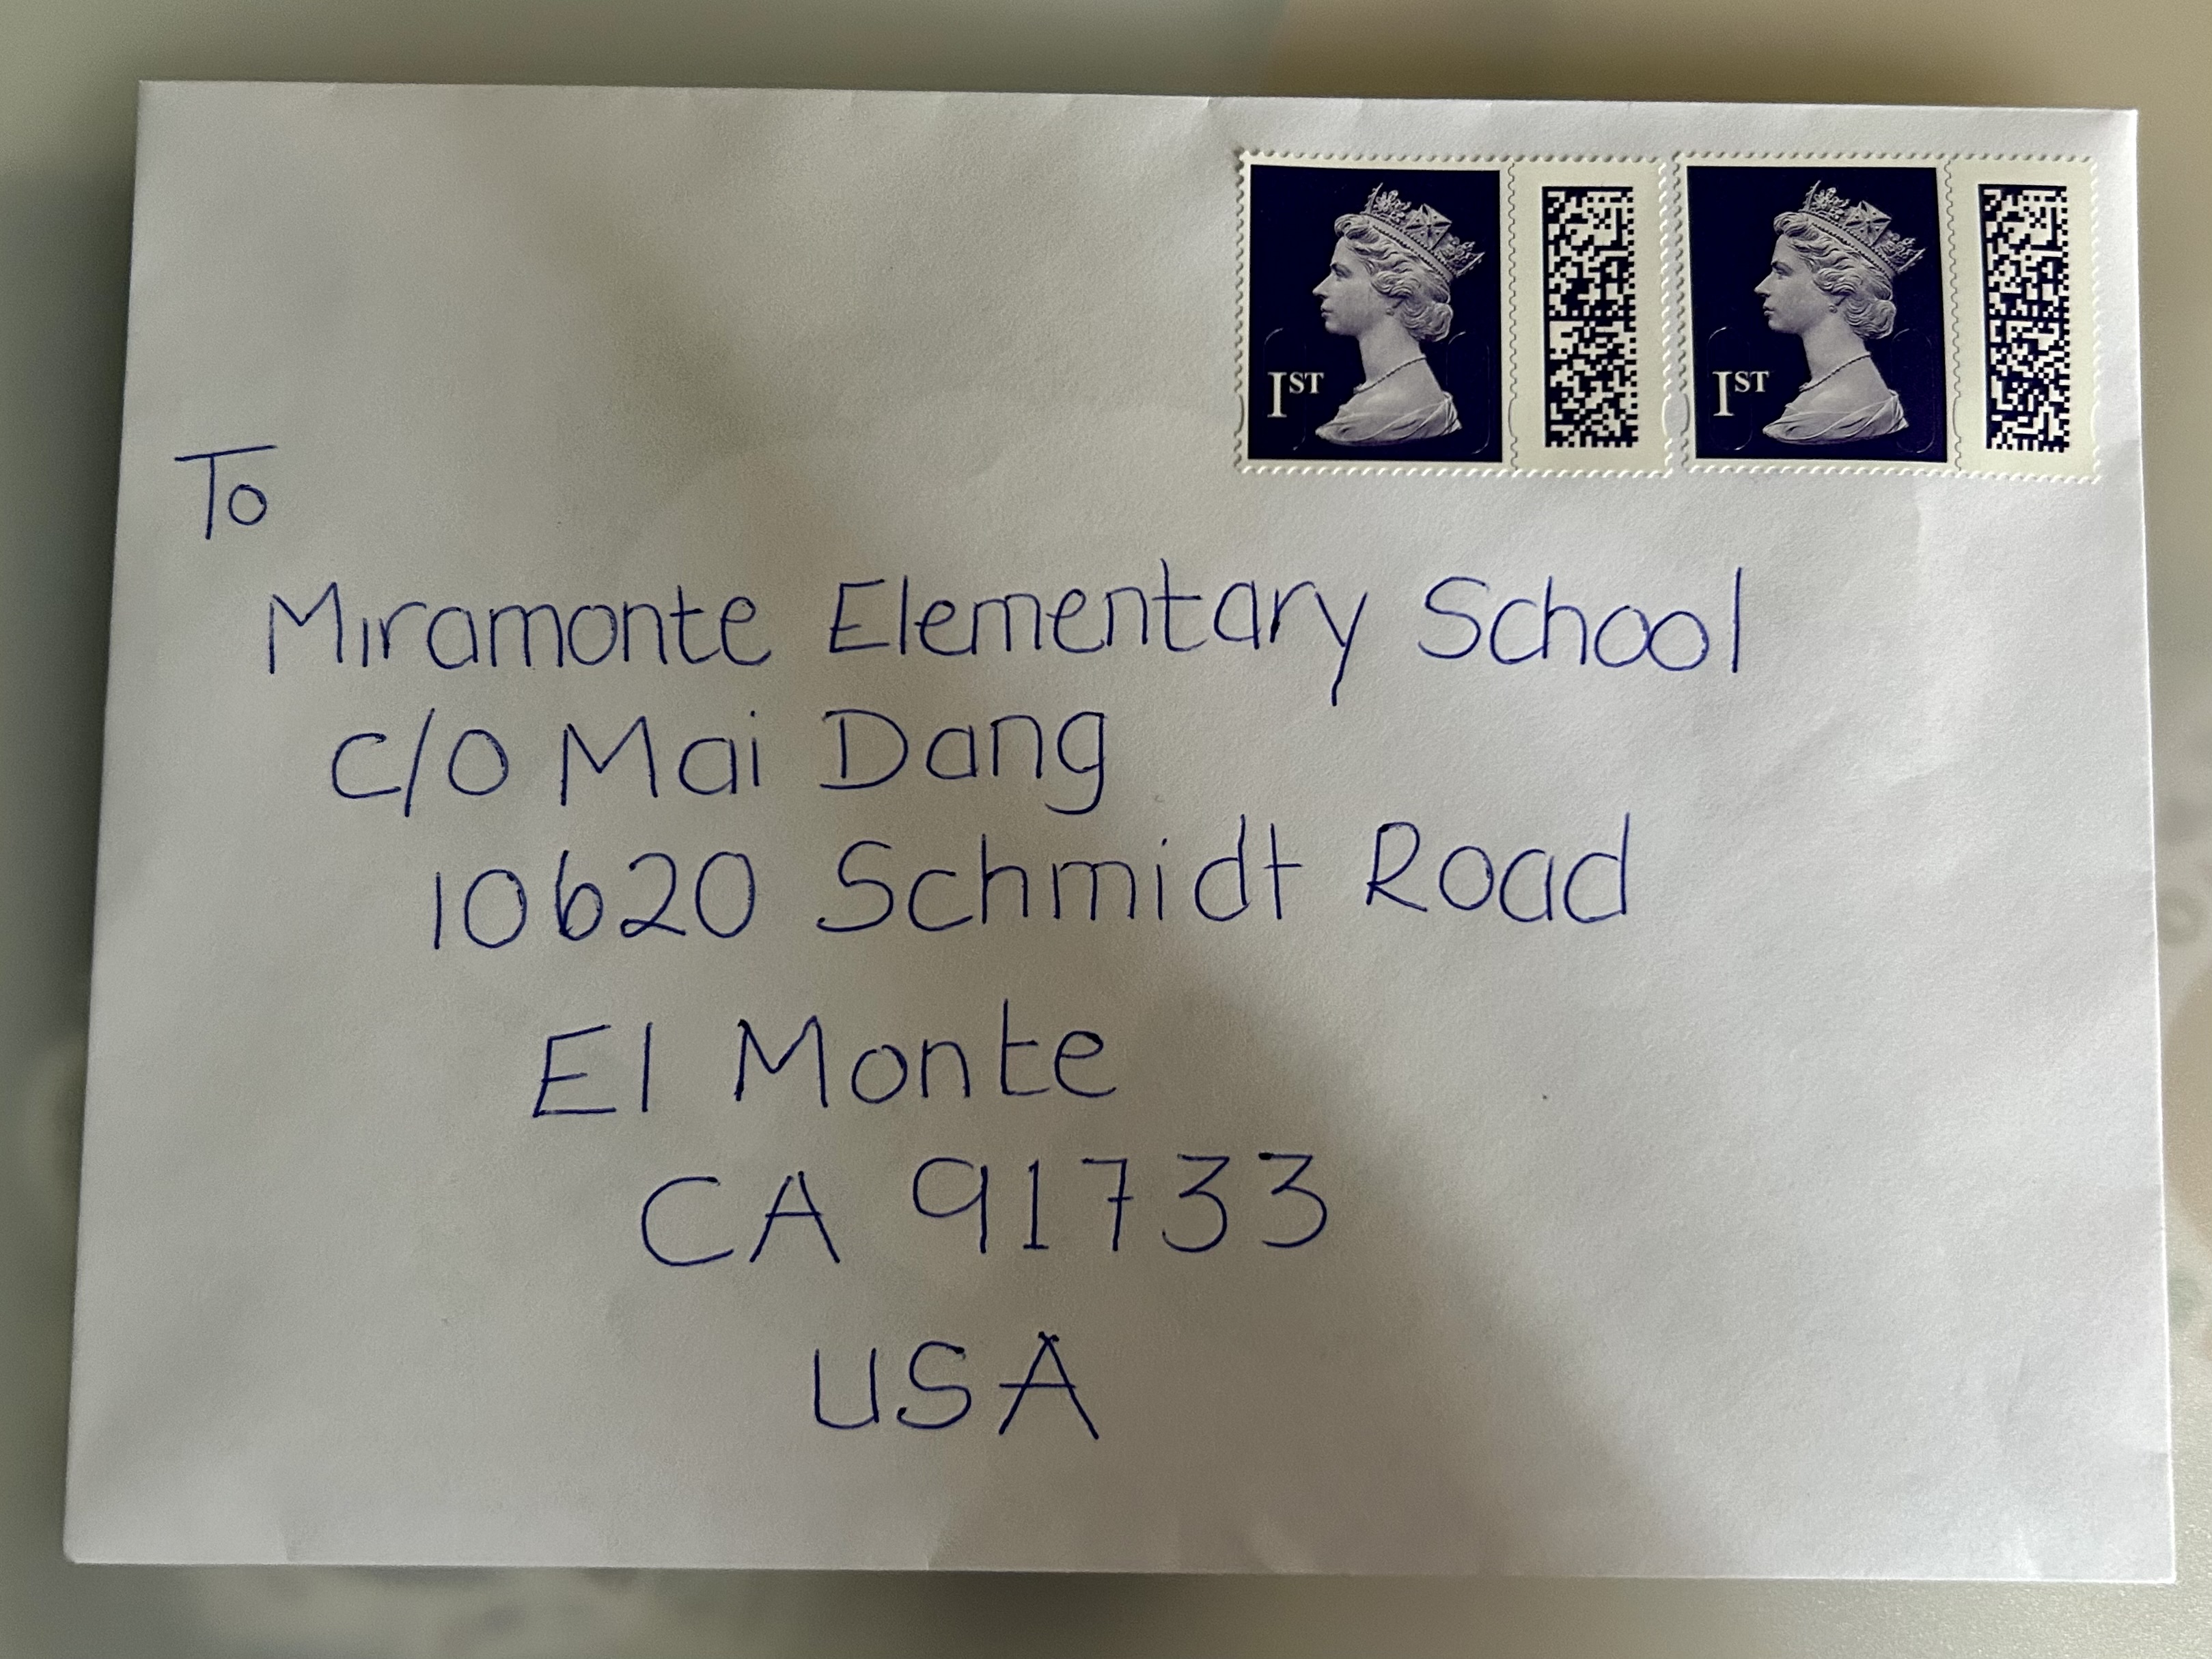 1ST 1ST
To
Miramonte Elementary School
c/o Mai Dang
10620 Schmidt Road
El Monte
CA 91733
USA